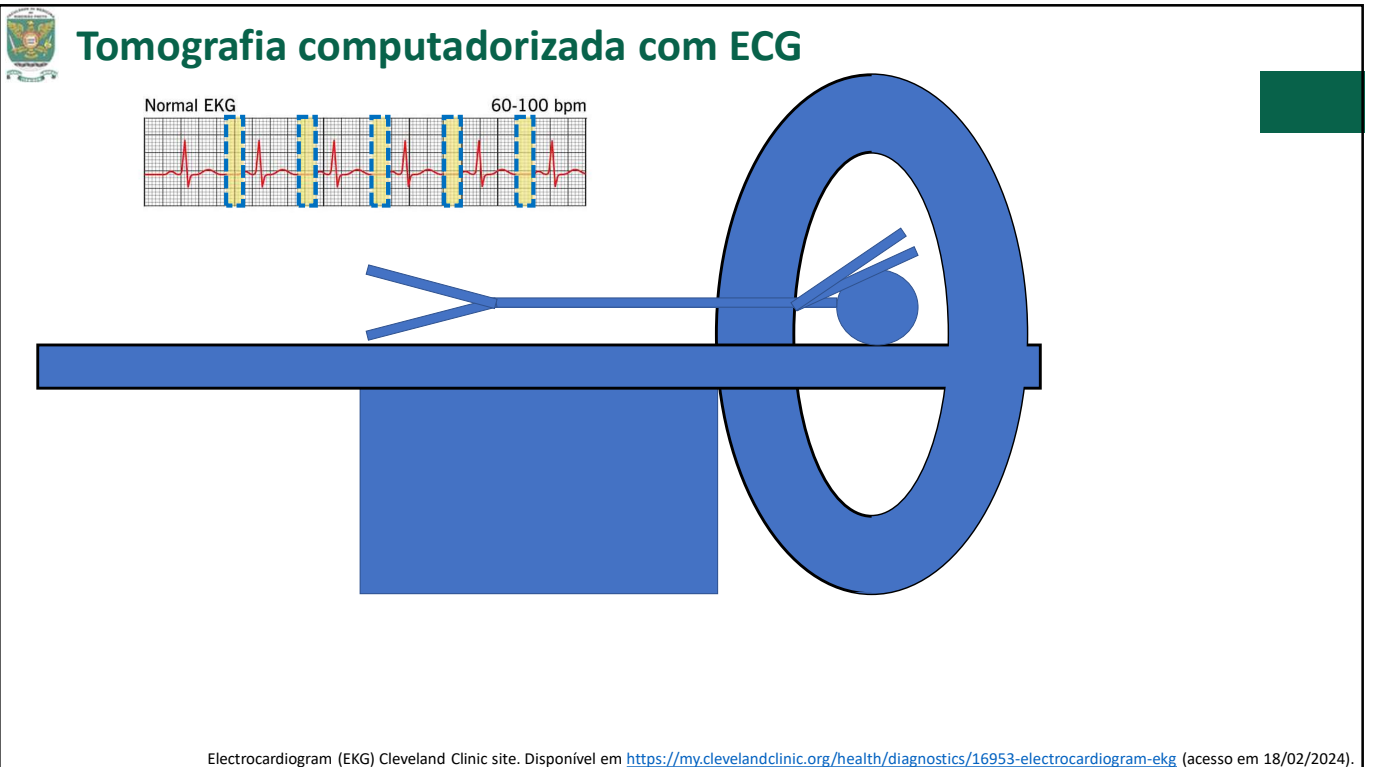 Tomografia computadorizada com ECG
Normal EKG 60-100 bpm
Electrocardiogram (EKG) Cleveland Clinic site. Disponível em https://my.clevelandclinic.org/health/diagnostics/16953-electrocardiogram-ekg (acesso em 18/02/2024).